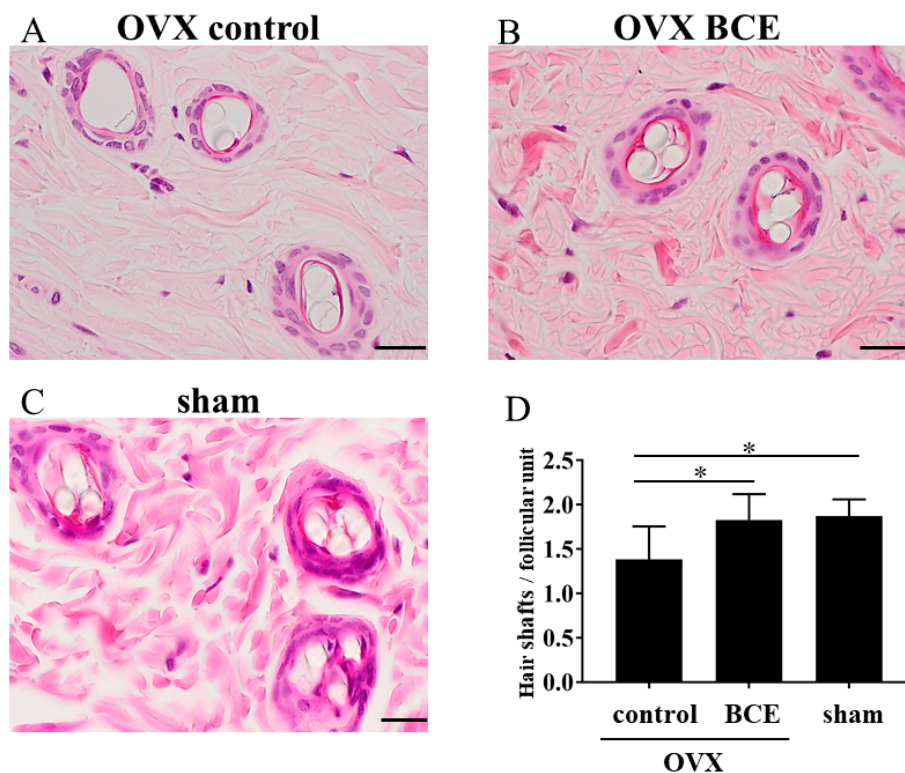 A OVX control
B OVX BCE
C sham
D
Hair shafts / follicular unit
2.5
2.0
1.5
1.0
0.5
0.0
*
*
control BCE sham
OVX